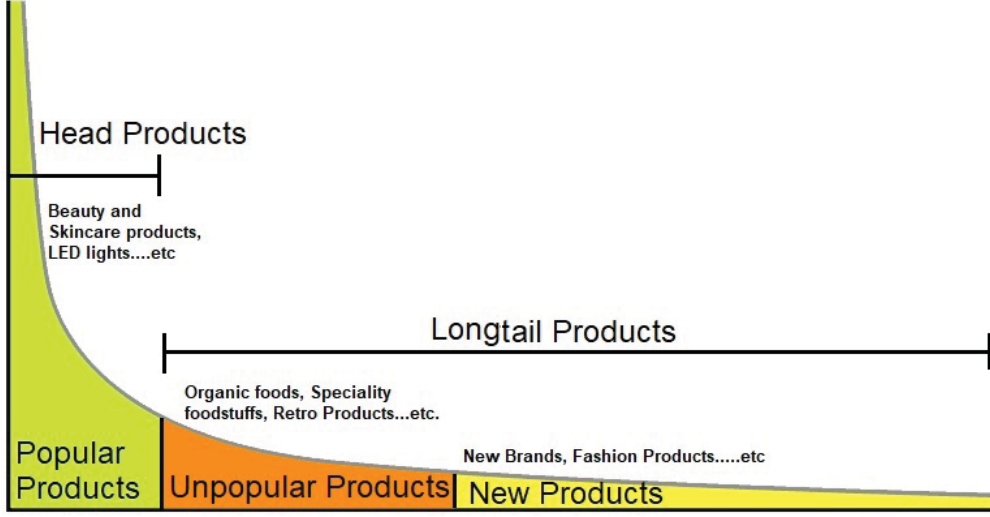 Head Products
Beauty and
Skincare products,
LED lights....etc
Longtail Products
Organic foods, Speciality
foodstuffs, Retro Products...etc.
New Brands, Fashion Products.....etc
Popular
Products
Unpopular Products
New Products